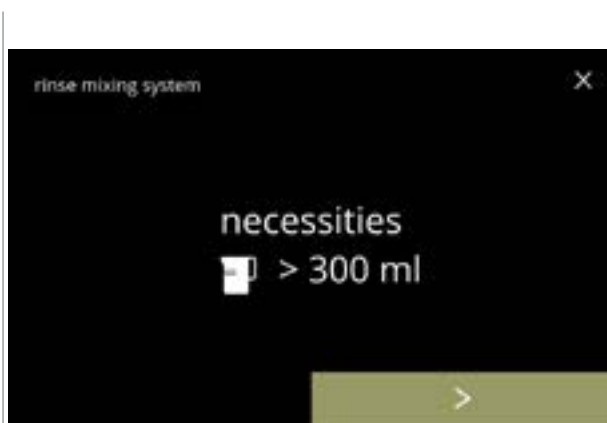 rinse mixing system
necessities
> 300 ml